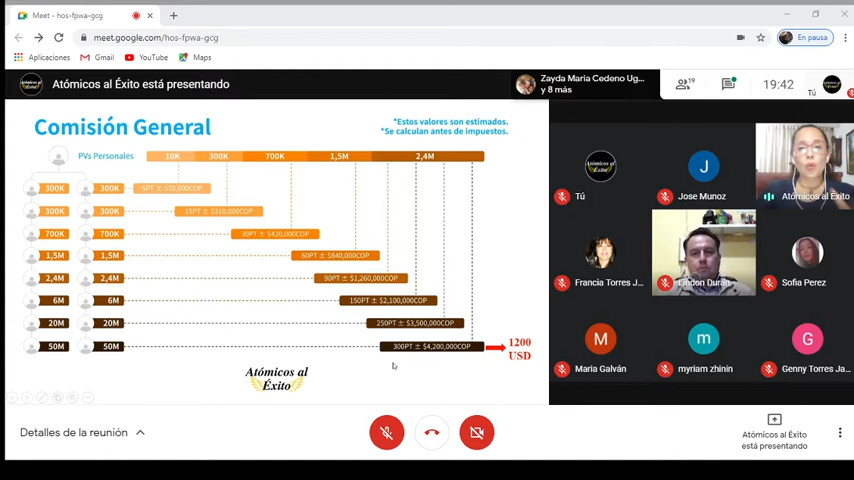 Meet - hos-fpwa-gcg
meet.google.com/hos-fpwa-gcg
En pausa
Aplicaciones
Gmail
YouTube
Maps
Atómicos al Éxito está presentando
Zayda Maria Cedeno Ug...
y 8 más
19
19:42
Tú
Comisión General
*Estos valores son estimados.
*Se calculan antes de impuestos.
PVs Personales 10K 300K 700K 1,5M 2,4M
300K 300K 5PT ± $70,000COP
300K 300K 15PT ± $210,000COP
700K 700K 30PT ± $420,000COP
1,5M 1,5M 60PT ± $840,000COP
2,4M 2,4M 90PT ± $1,260,000COP
6M 6M 150PT ± $2,100,000COP
20M 20M 250PT ± $3,500,000COP
50M 50M 300PT ± $4,200,000COP
1200
USD
Atómicos al
Éxito
Atómicos al
Éxito
Tú
J
Jose Munoz
Atómicos al Éxito
Francia Torres J...
Lindon Durán
Sofia Perez
M
Maria Galván
m
myriam zhinin
G
Genny Torres Ja...
Detalles de la reunión
Atómicos al Éxito
está presentando